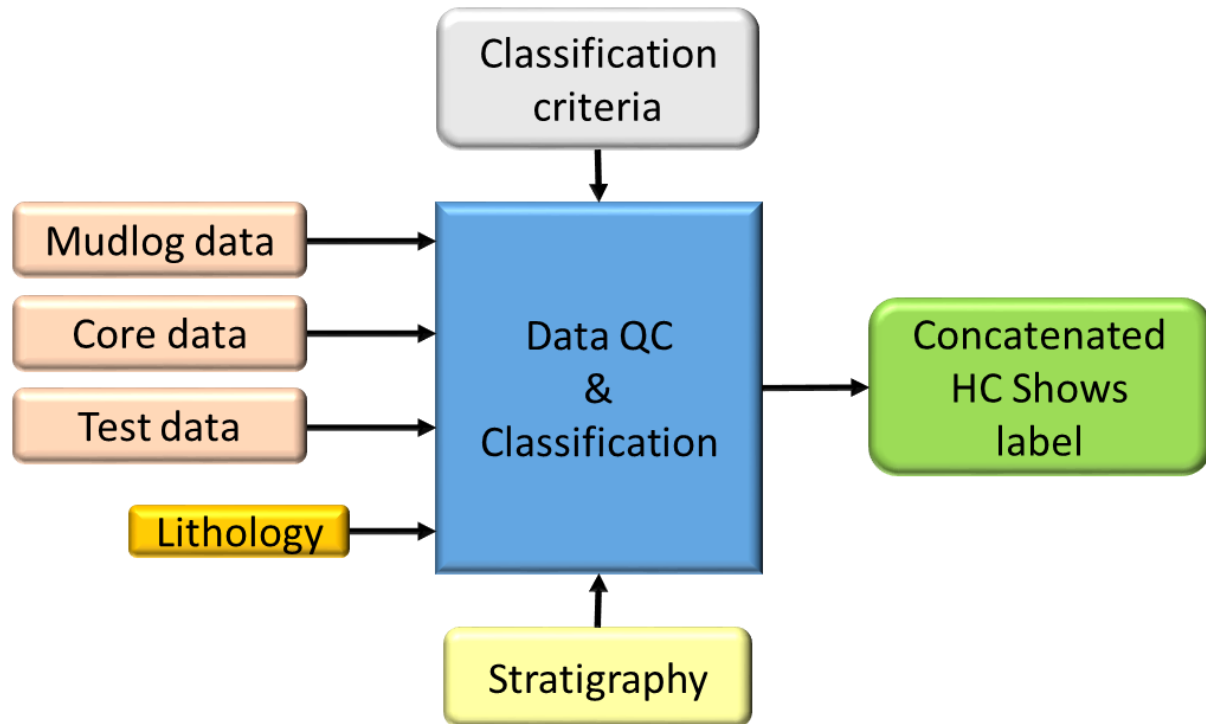 Classification
criteria
Mudlog data
Core data
Test data
Lithology
Data QC
&
Classification
Concatenated
HC Shows
label
Stratigraphy